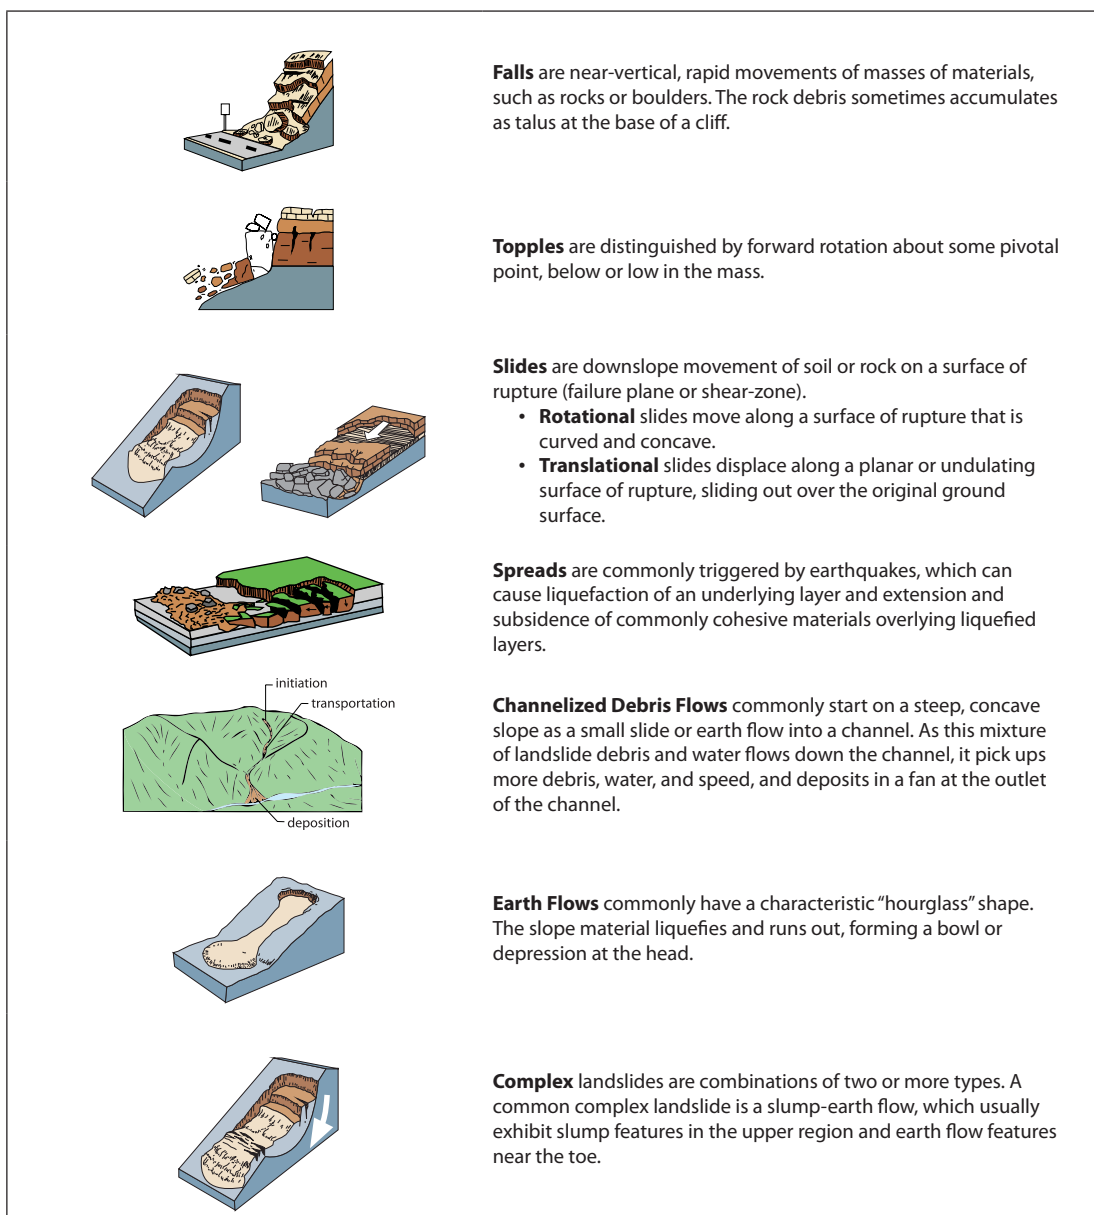 Falls are near-vertical, rapid movements of masses of materials,
such as rocks or boulders. The rock debris sometimes accumulates
as talus at the base of a cliff.
Topples are distinguished by forward rotation about some pivotal
point, below or low in the mass.
Slides are downslope movement of soil or rock on a surface of
rupture (failure plane or shear-zone).
• Rotational slides move along a surface of rupture that is
curved and concave.
• Translational slides displace along a planar or undulating
surface of rupture, sliding out over the original ground
surface.
Spreads are commonly triggered by earthquakes, which can
cause liquefaction of an underlying layer and extension and
subsidence of commonly cohesive materials overlying liquefied
layers.
initiation
transportation
deposition
Channelized Debris Flows commonly start on a steep, concave
slope as a small slide or earth flow into a channel. As this mixture
of landslide debris and water flows down the channel, it pick ups
more debris, water, and speed, and deposits in a fan at the outlet
of the channel.
Earth Flows commonly have a characteristic “hourglass” shape.
The slope material liquefies and runs out, forming a bowl or
depression at the head.
Complex landslides are combinations of two or more types. A
common complex landslide is a slump-earth flow, which usually
exhibit slump features in the upper region and earth flow features
near the toe.